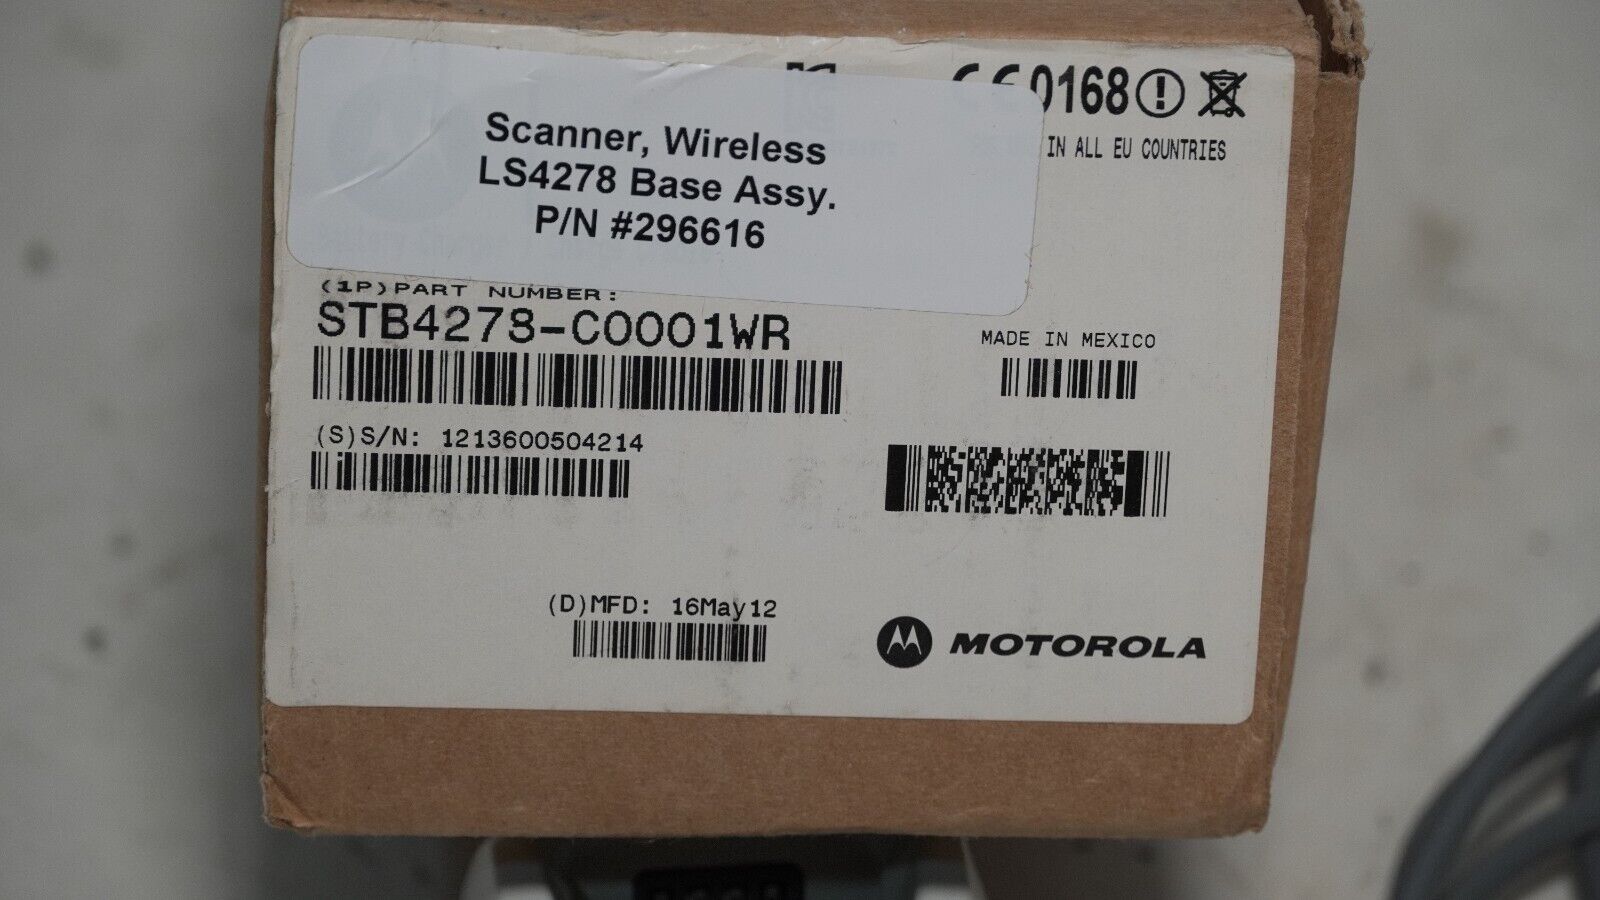 Scanner, Wireless
LS4278 Base Assy.
P/N #296616
0168
IN ALL EU COUNTRIES
(1P)PART NUMBER:
STB4278-C0001WR
MADE IN MEXICO
(S)S/N: 1213600504214
(D)MFD: 16May12
MOTOROLA